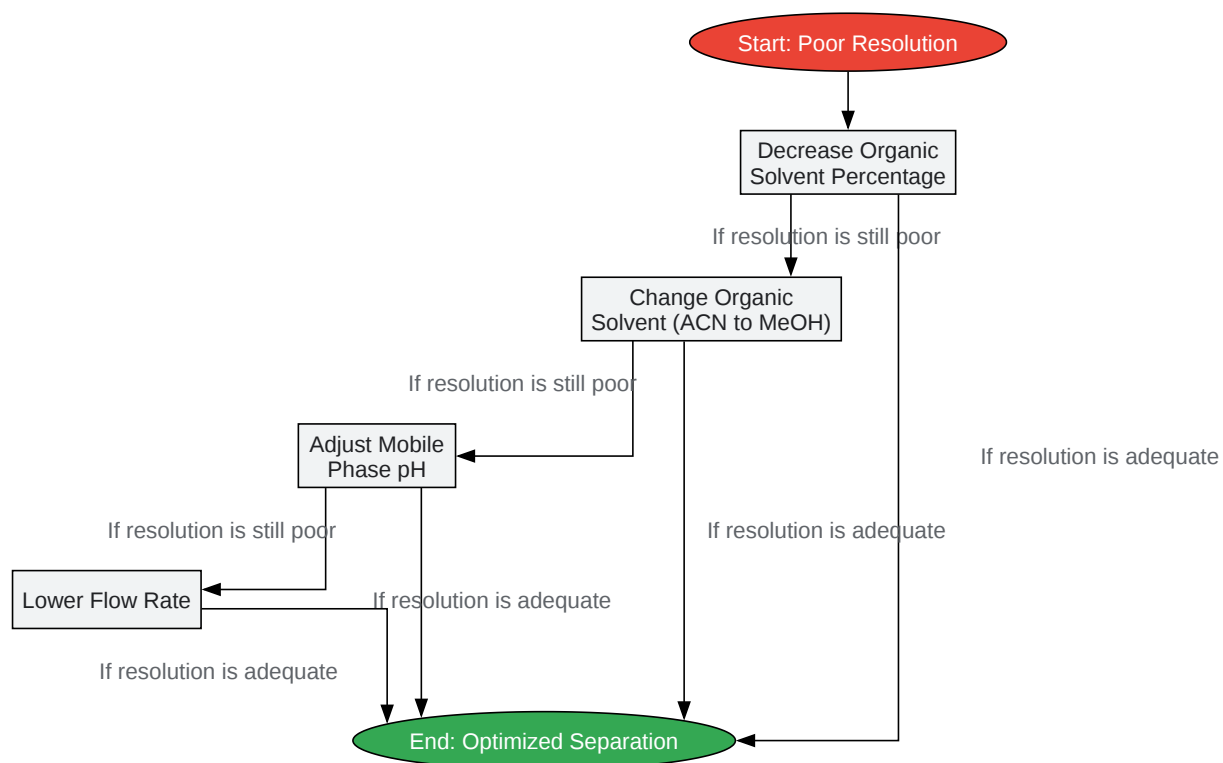 Start: Poor Resolution
Decrease Organic
Solvent Percentage
If resolution is still poor
Change Organic
Solvent (ACN to MeOH)
If resolution is still poor
Adjust Mobile
Phase pH
If resolution is adequate
If resolution is still poor
If resolution is adequate
Lower Flow Rate
If resolution is adequate
If resolution is adequate
End: Optimized Separation